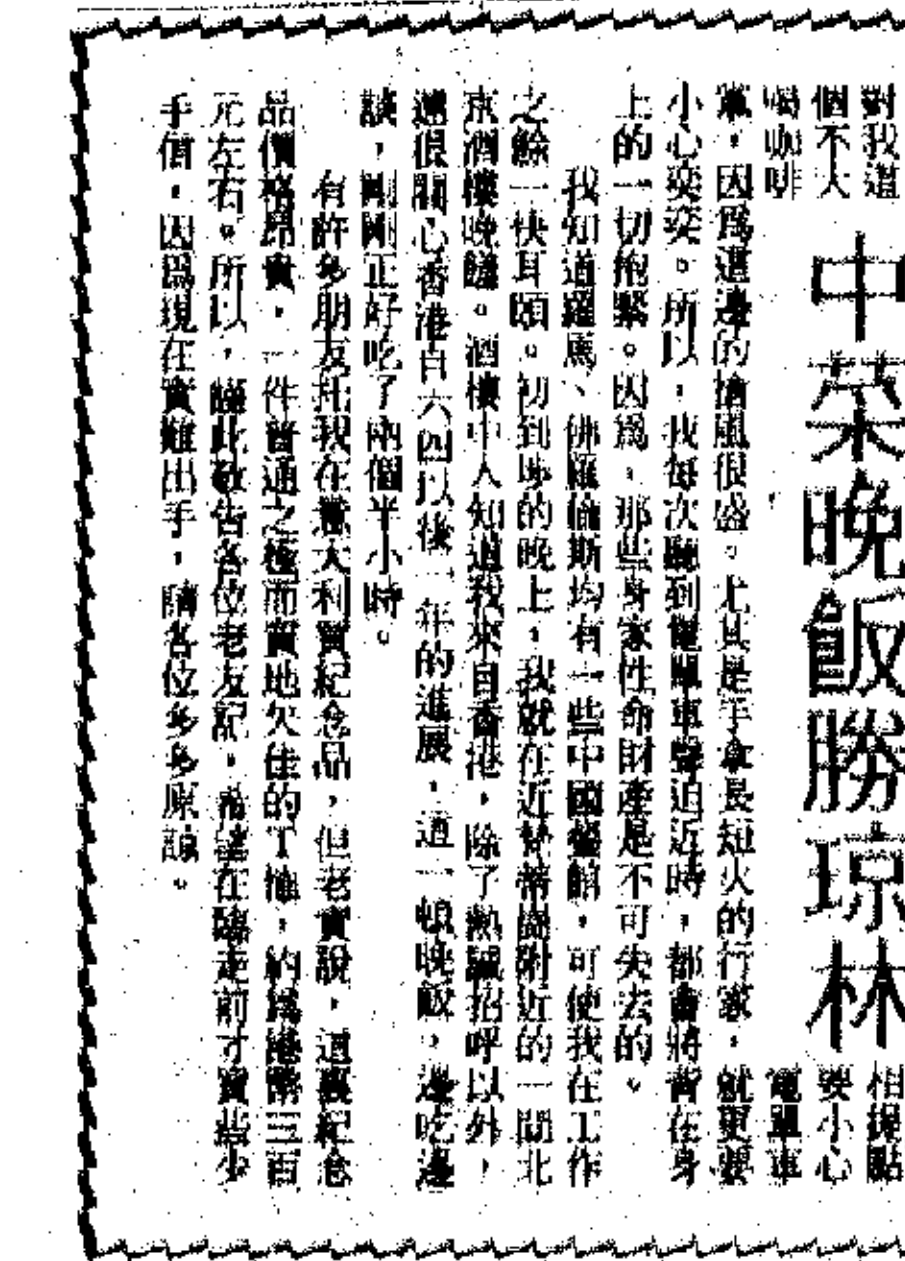 中菜晚飯勝琼林
對我道
個不大
喝咖啡
相提點
要小心
電單車
黨，因爲這邊的搶風很盛。尤其是手拿長短火的行家，就更要
小心奕奕。所以，我每次聽到電單車聲迫近時，都會將背在身
上的一切抱緊。因爲，那些身家性命財產是不可失去的。
我知道羅馬、佛羅倫斯均有一些中國餐館，可使我在工作
之餘一快耳頤。初到埗的晚上，我就在近梵蒂崗附近的一間北
京酒樓晚饍。酒樓中人知道我來自香港，除了熱誠招呼以外，
還很關心香港自六四以後一年的進展，這一頓晚飯，邊吃邊
談，剛剛正好吃了兩個半小時。
有許多朋友托我在意大利買紀念品，但老實說，這裏紀念
品價格昂貴，一件普通之極而質地欠佳的T恤，約爲港幣三百
元左右。所以，藉此敬告各位老友記，希望在臨走前才買些少
手信，因爲現在實難出手，請各位多多原諒。